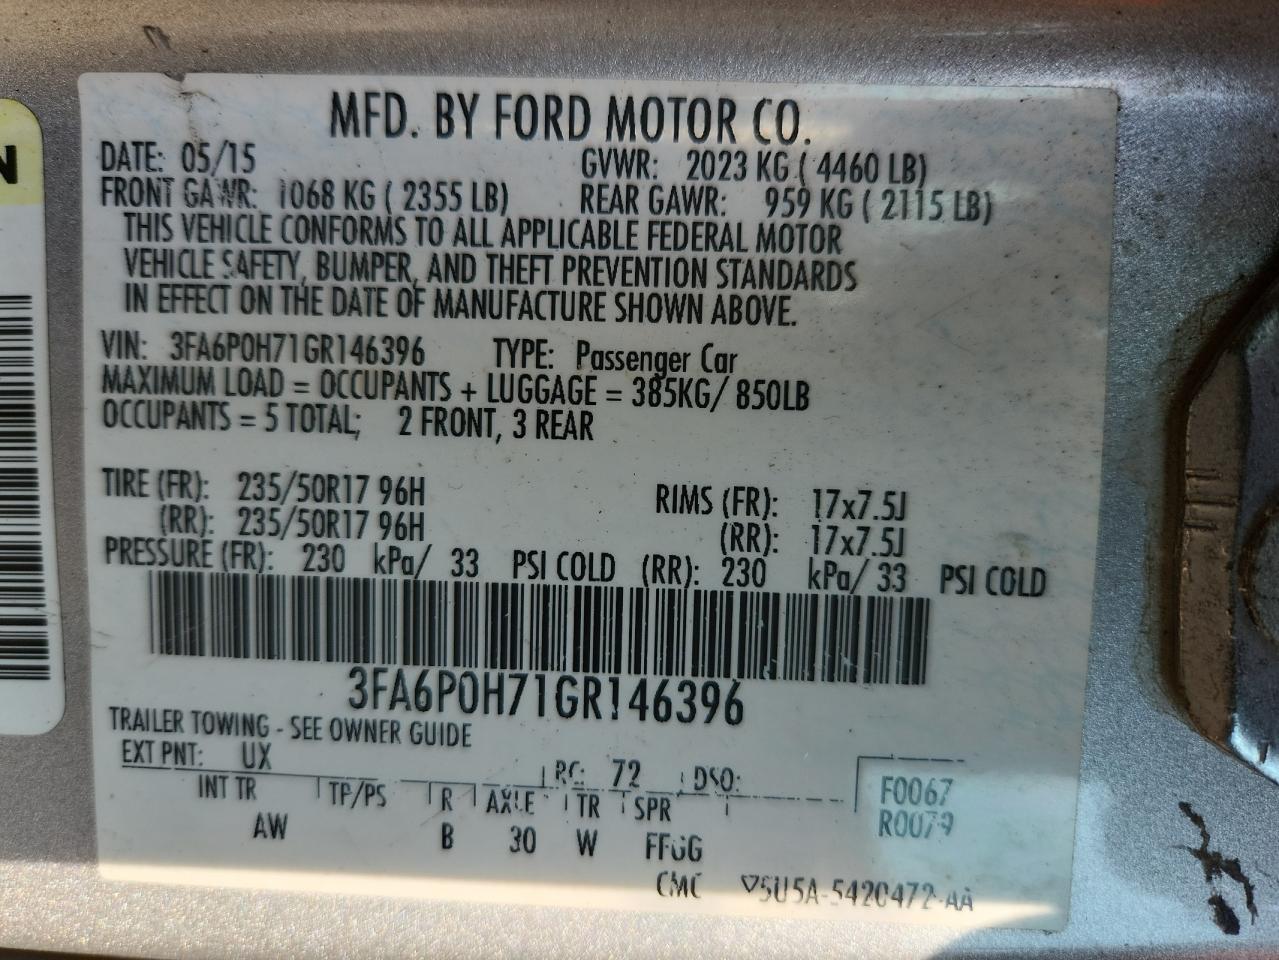 N
MFD. BY FORD MOTOR CO.
DATE: 05/15 GVWR: 2023 KG ( 4460 LB)
FRONT GAWR: 1068 KG ( 2355 LB) REAR GAWR: 959 KG ( 2115 LB)
THIS VEHICLE CONFORMS TO ALL APPLICABLE FEDERAL MOTOR
VEHICLE SAFETY, BUMPER, AND THEFT PREVENTION STANDARDS
IN EFFECT ON THE DATE OF MANUFACTURE SHOWN ABOVE.
VIN: 3FA6P0H71GR146396 TYPE: Passenger Car
MAXIMUM LOAD = OCCUPANTS + LUGGAGE = 385KG/ 850LB
OCCUPANTS = 5 TOTAL; 2 FRONT, 3 REAR
TIRE (FR): 235/50R17 96H RIMS (FR): 17x7.5J
(RR): 235/50R17 96H (RR): 17x7.5J
PRESSURE (FR): 230 kPa/ 33 PSI COLD (RR): 230 kPa/ 33 PSI COLD
3FA6P0H71GR146396
TRAILER TOWING - SEE OWNER GUIDE
EXT PNT: UX RC: 72 DSO:
INT TR TP/PS R AXLE TR SPR F0067
AW B 30 W R0079
CMC 5U5A-5420472-AA